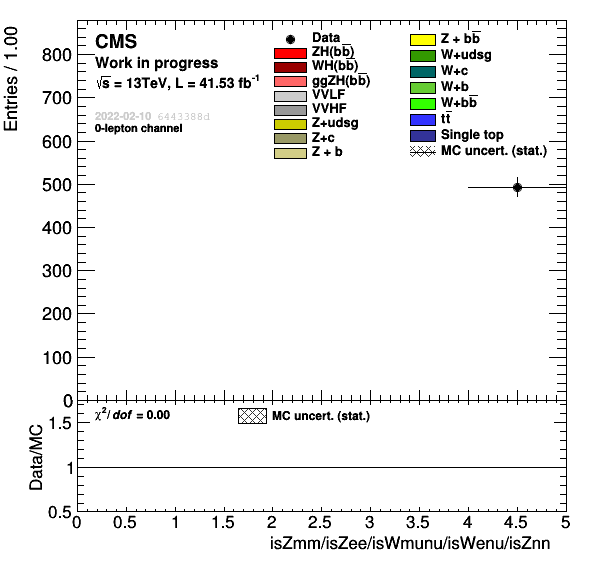 CMS
Work in progress
√s = 13TeV, L = 41.53 fb⁻¹
2022-02-10 6443388d
0-lepton channel
Data
ZH(bb̅)
WH(bb̅)
ggZH(bb̅)
VVLF
VVHF
Z+udsg
Z+c
Z + b
Z + bb̅
W+udsg
W+c
W+b
W+bb̅
tt̅
Single top
MC uncert. (stat.)
Entries / 1.00
800
700
600
500
400
300
200
100
0
χ²/dof = 0.00
MC uncert. (stat.)
Data/MC
1.5
1
0.5
0 0.5 1 1.5 2 2.5 3 3.5 4 4.5 5
isZmm/isZee/isWmunu/isWenu/isZnn